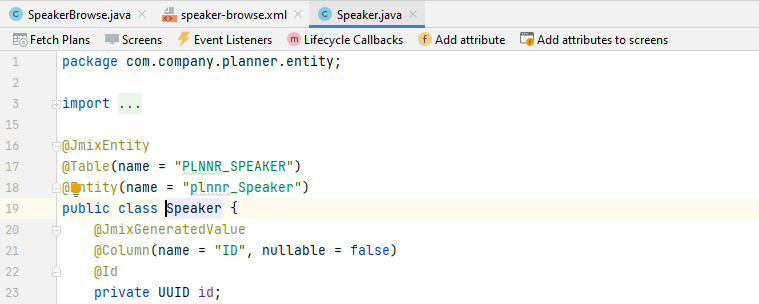 SpeakerBrowse.java speaker-browse.xml Speaker.java
Fetch Plans Screens Event Listeners Lifecycle Callbacks Add attribute Add attributes to screens
1 package com.company.planner.entity;
2
3 import ...
15
16 @JmixEntity
17 @Table(name = "PLNNR_SPEAKER")
18 @Entity(name = "plnnr_Speaker")
19 public class Speaker {
20 @JmixGeneratedValue
21 @Column(name = "ID", nullable = false)
22 @Id
23 private UUID id;